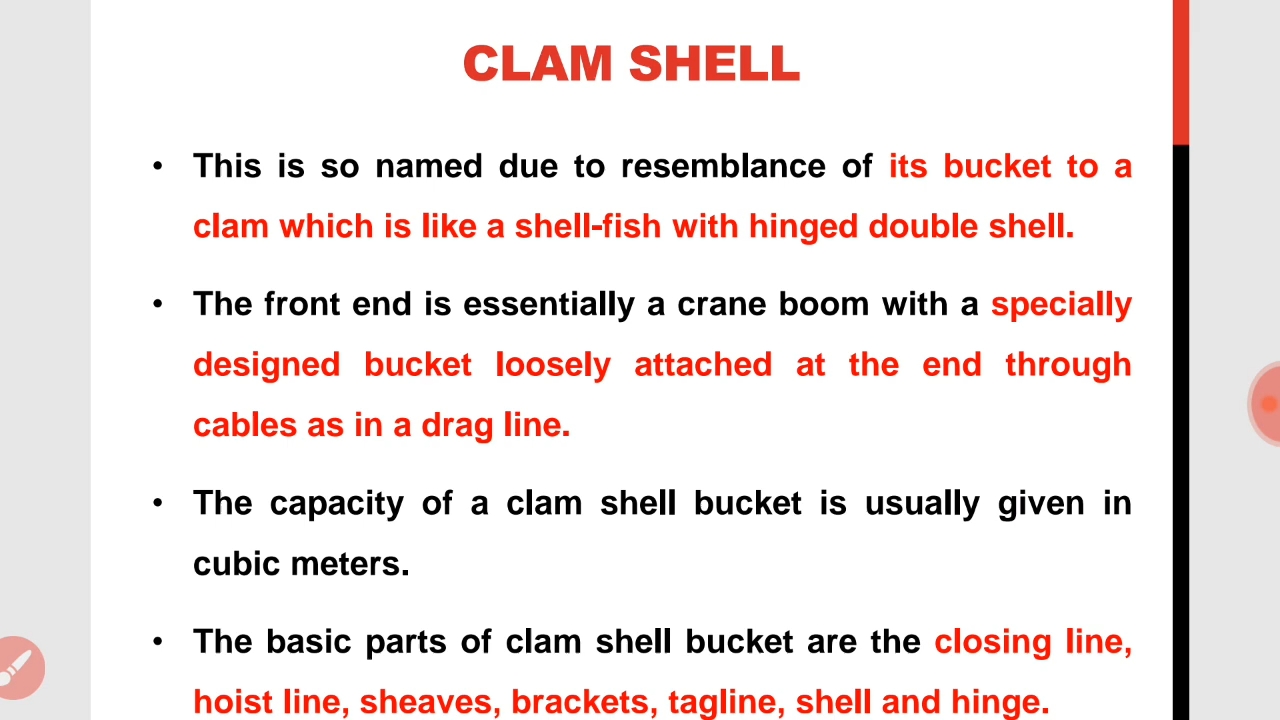 CLAM SHELL
• This is so named due to resemblance of its bucket to a
clam which is like a shell-fish with hinged double shell.
• The front end is essentially a crane boom with a specially
designed bucket loosely attached at the end through
cables as in a drag line.
• The capacity of a clam shell bucket is usually given in
cubic meters.
• The basic parts of clam shell bucket are the closing line,
hoist line, sheaves, brackets, tagline, shell and hinge.